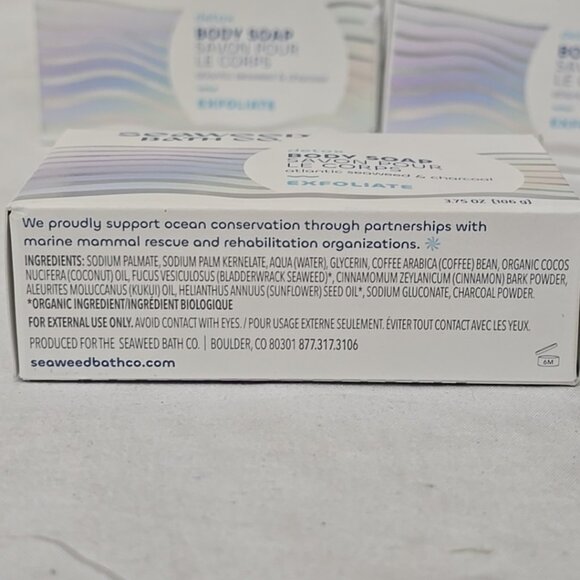 detox
BODY SOAP
SAVON POUR
LE CORPS
atlantic seaweed & charcoal
EXFOLIATE
SEAWEED
BATH CO.
detox
BODY SOAP
SAVON POUR
LE CORPS
atlantic seaweed & charcoal
EXFOLIATE
3.75 OZ (106 g)
We proudly support ocean conservation through partnerships with
marine mammal rescue and rehabilitation organizations.
INGREDIENTS: SODIUM PALMATE, SODIUM PALM KERNELATE, AQUA (WATER), GLYCERIN, COFFEE ARABICA (COFFEE) BEAN, ORGANIC COCOS
NUCIFERA (COCONUT) OIL, FUCUS VESICULOSUS (BLADDERWRACK SEAWEED)*, CINNAMOMUM ZEYLANICUM (CINNAMON) BARK POWDER,
ALEURITES MOLUCCANUS (KUKUI) OIL, HELIANTHUS ANNUUS (SUNFLOWER) SEED OIL*, SODIUM GLUCONATE, CHARCOAL POWDER.
*ORGANIC INGREDIENT/INGRÉDIENT BIOLOGIQUE
FOR EXTERNAL USE ONLY. AVOID CONTACT WITH EYES. / POUR USAGE EXTERNE SEULEMENT. ÉVITER TOUT CONTACT AVEC LES YEUX.
PRODUCED FOR THE SEAWEED BATH CO. | BOULDER, CO 80301 877.317.3106
seaweedbathco.com
6M